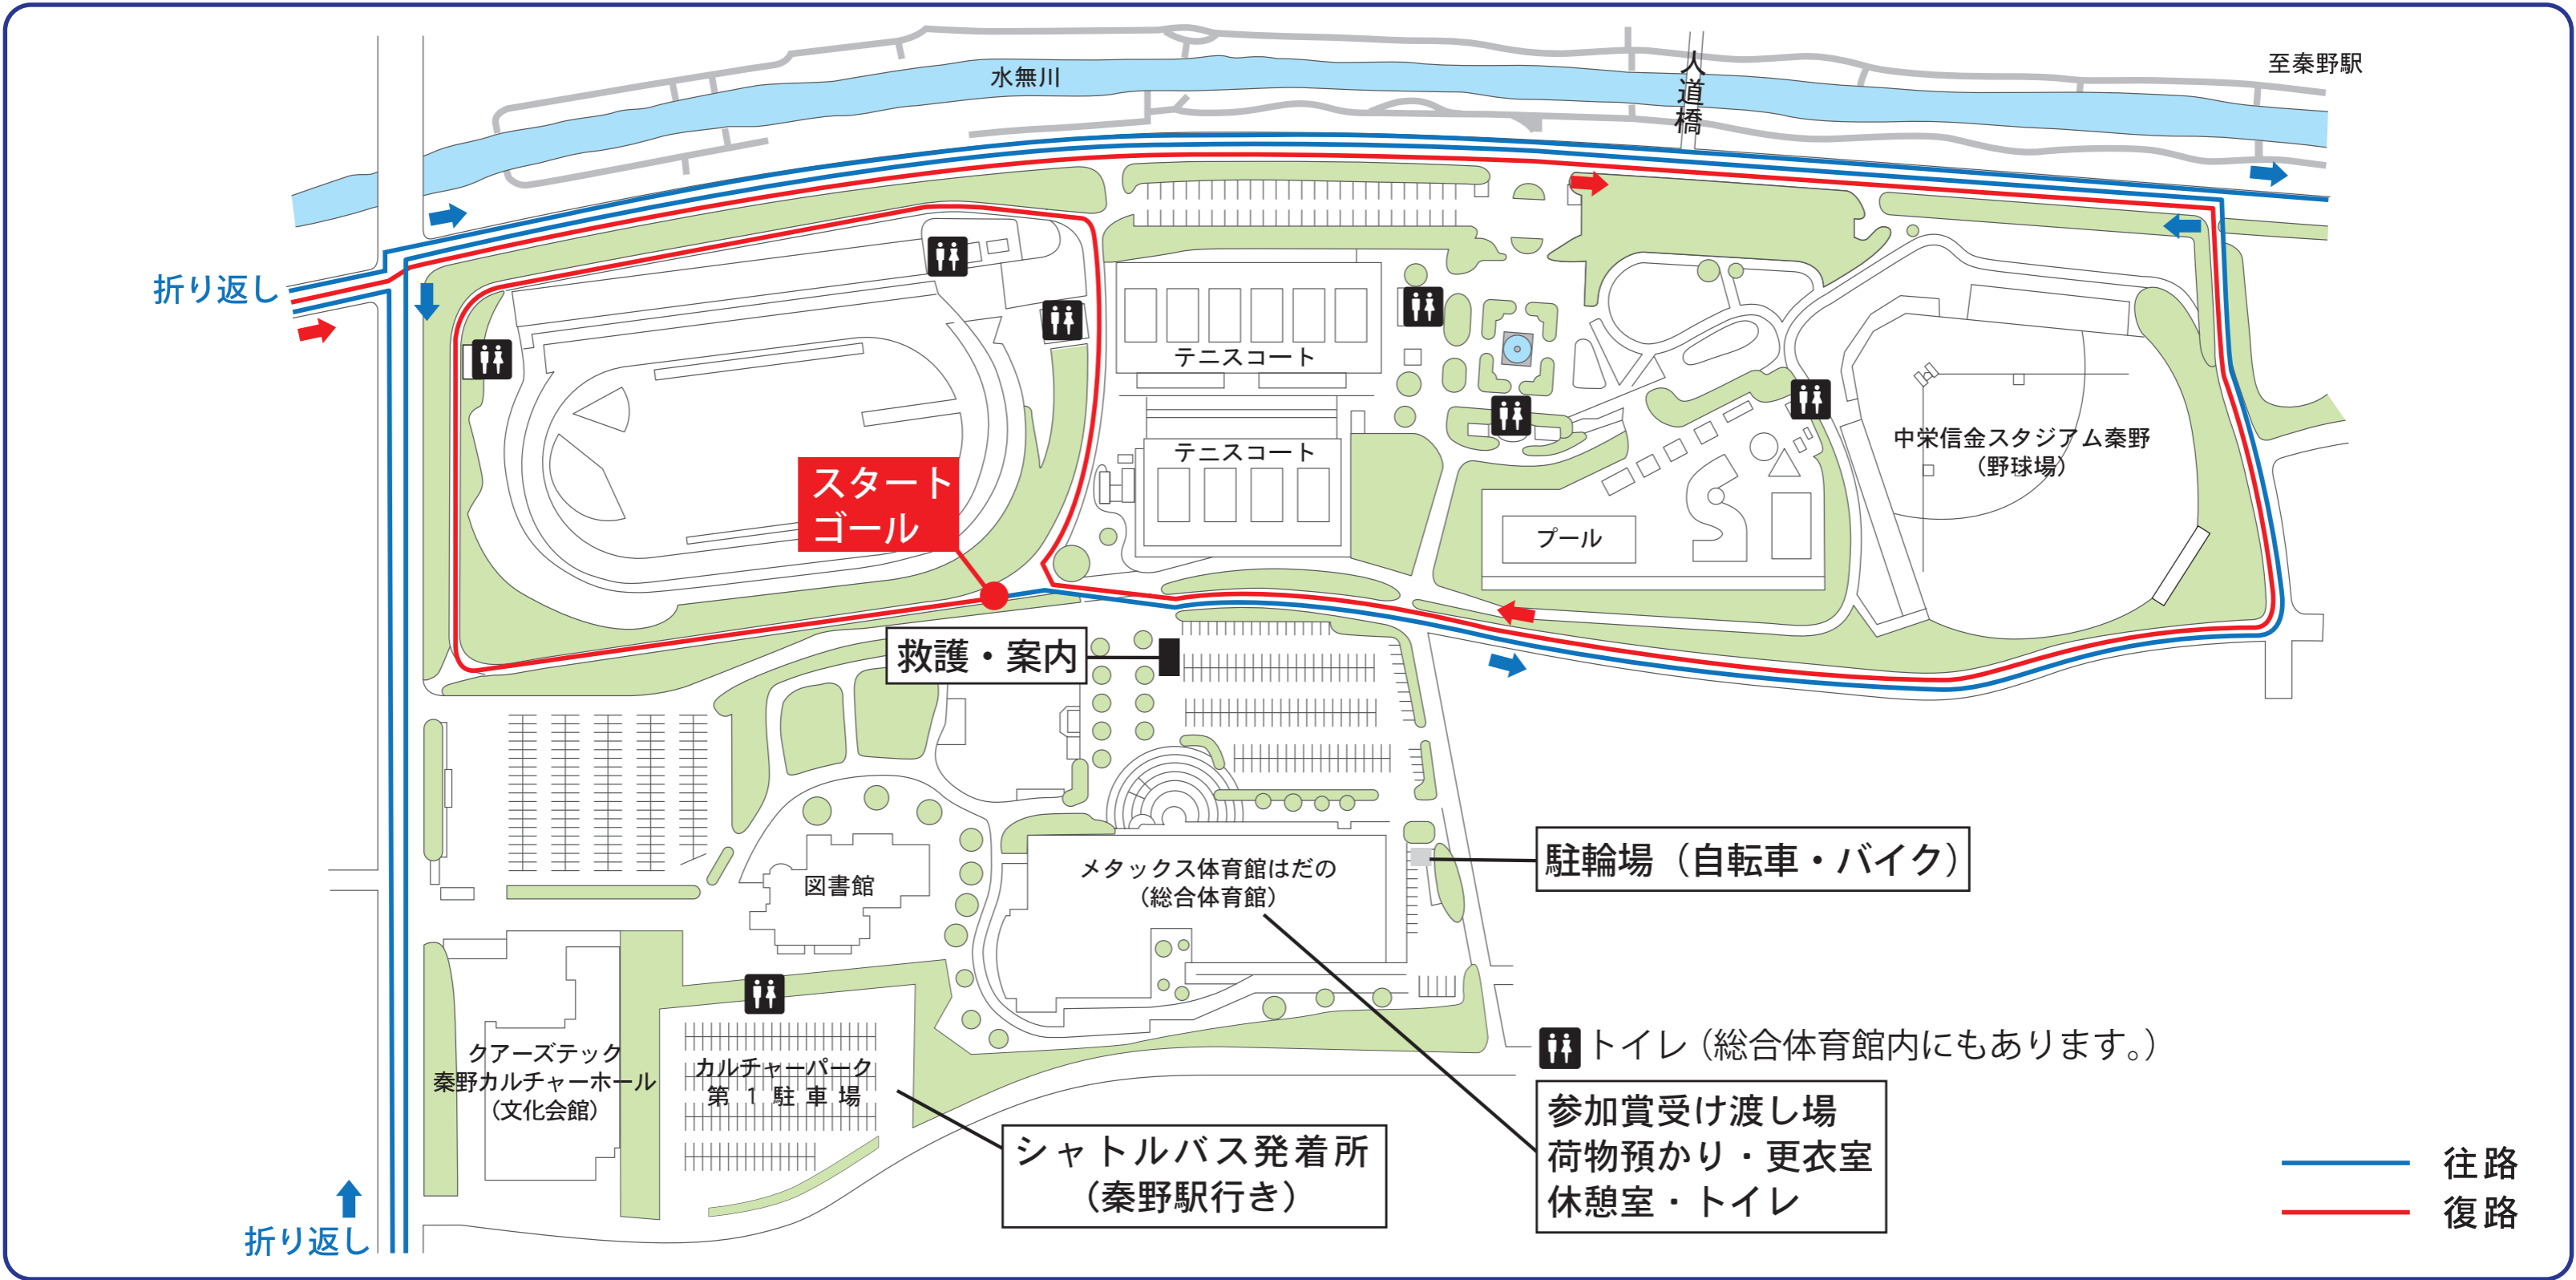 水無川
人道橋
至秦野駅
折り返し
テニスコート
テニスコート
スタート
ゴール
中栄信金スタジアム秦野
（野球場）
プール
救護・案内
駐輪場（自転車・バイク）
メタックス体育館はだの
（総合体育館）
図書館
クアーズテック
秦野カルチャーホール
（文化会館）
カルチャーパーク
第1駐車場
トイレ（総合体育館内にもあります。）
シャトルバス発着所
（秦野駅行き）
参加賞受け渡し場
荷物預かり・更衣室
休憩室・トイレ
折り返し
往路
復路